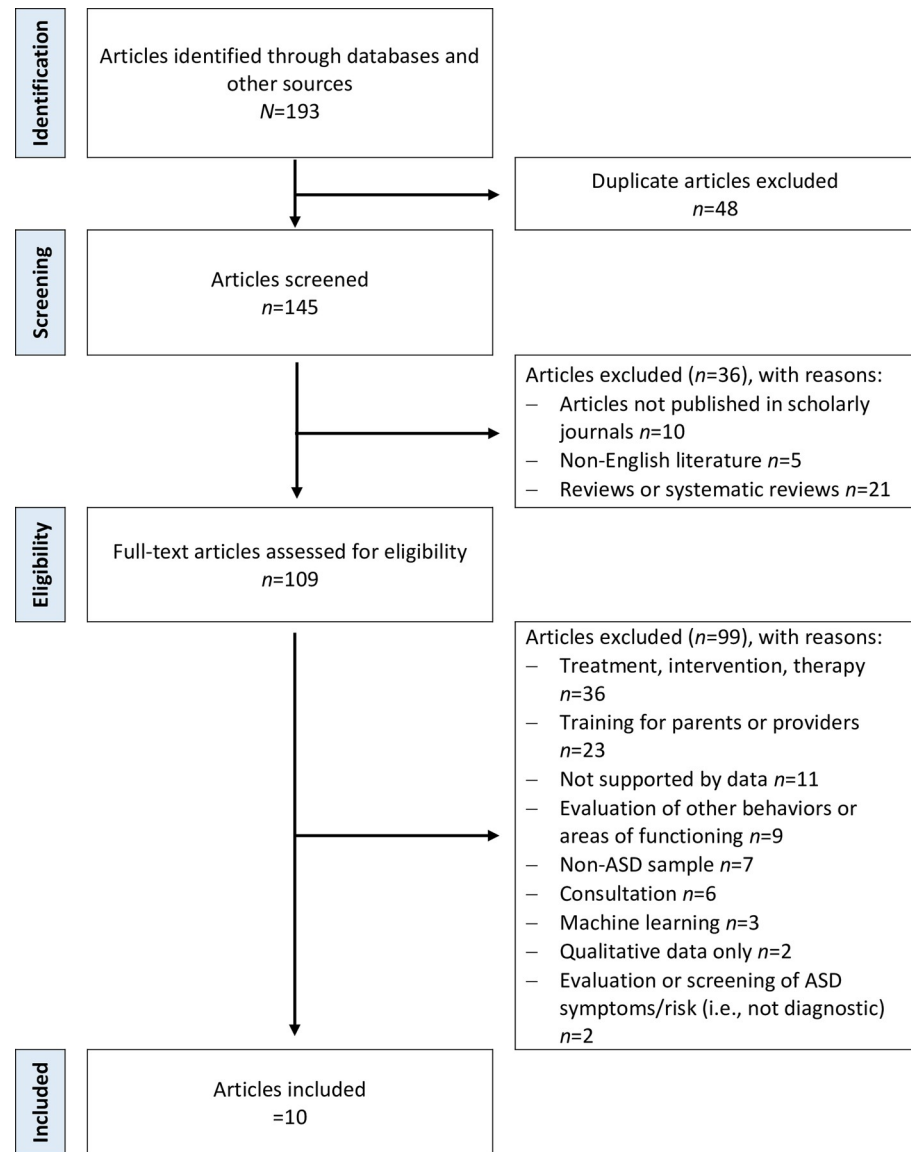 Identification
Articles identified through databases and
other sources
N=193
Duplicate articles excluded
n=48
Screening
Articles screened
n=145
Articles excluded (n=36), with reasons:
– Articles not published in scholarly
journals n=10
– Non-English literature n=5
– Reviews or systematic reviews n=21
Eligibility
Full-text articles assessed for eligibility
n=109
Articles excluded (n=99), with reasons:
– Treatment, intervention, therapy
n=36
– Training for parents or providers
n=23
– Not supported by data n=11
– Evaluation of other behaviors or
areas of functioning n=9
– Non-ASD sample n=7
– Consultation n=6
– Machine learning n=3
– Qualitative data only n=2
– Evaluation or screening of ASD
symptoms/risk (i.e., not diagnostic)
n=2
Included
Articles included
=10